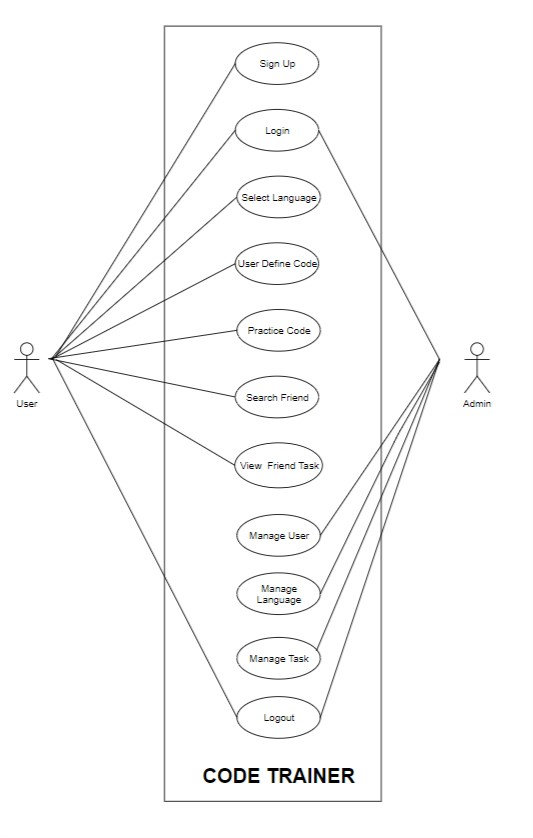 Sign Up
Login
Select Language
User Define Code
Practice Code
User
Admin
Search Friend
View Friend Task
Manage User
Manage
Language
Manage Task
Logout
CODE TRAINER